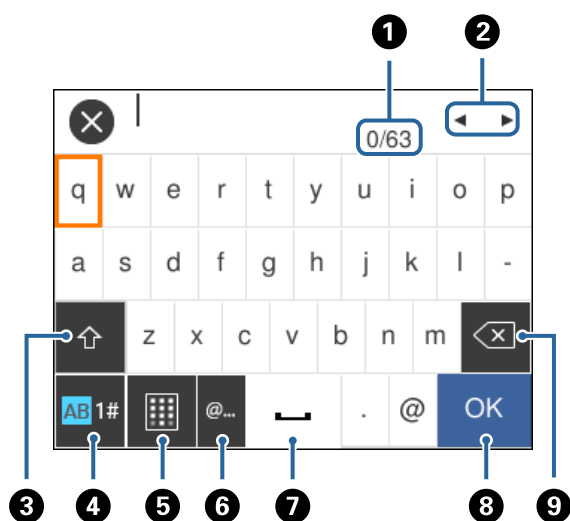 1 2
0/63
q w e r t y u i o p
a s d f g h j k l -
z x c v b n m
AB 1# @... . @ OK
3 4 5 6 7 8 9